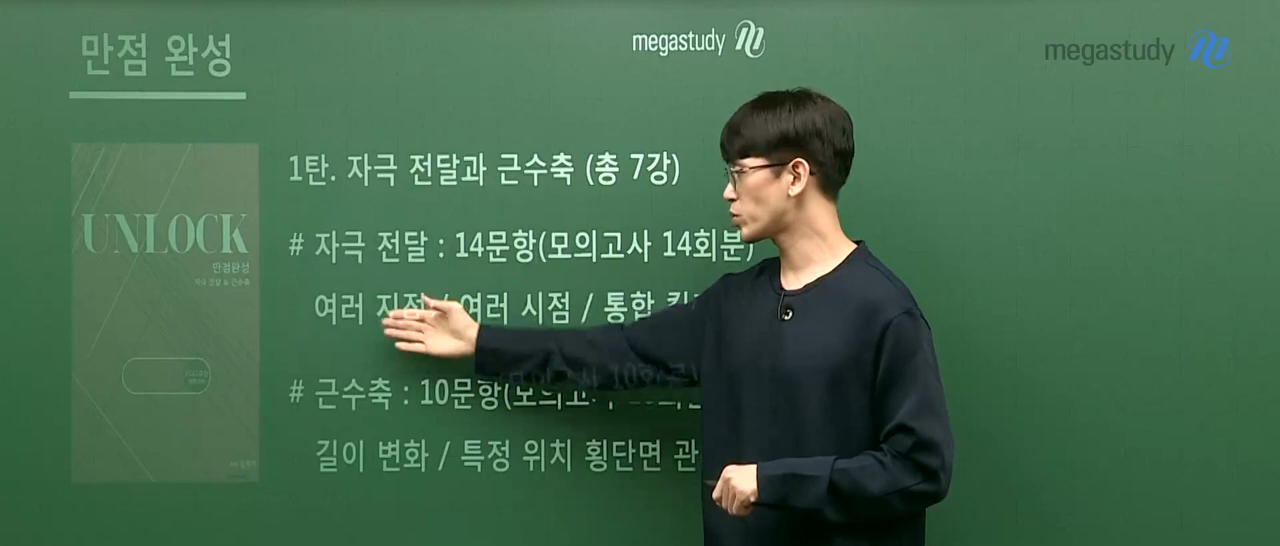 만점 완성
megastudy
megastudy
UNLOCK
만점완성
자극 전달 & 근수축
1탄. 자극 전달과 근수축 (총 7강)
# 자극 전달 : 14문항(모의고사 14회분)
여러 지점 / 여러 시점 / 통합
# 근수축 : 10문항(모의고사
길이 변화 / 특정 위치 횡단면 관